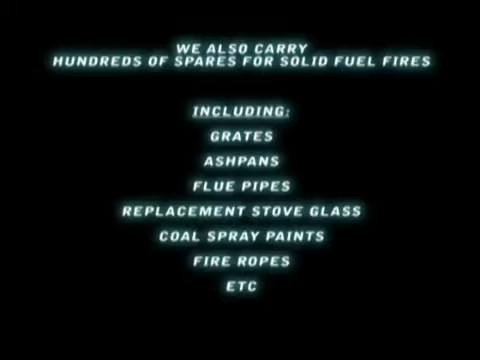 WE ALSO CARRY
HUNDREDS OF SPARES FOR SOLID FUEL FIRES
INCLUDING:
GRATES
ASHPANS
FLUE PIPES
REPLACEMENT STOVE GLASS
COAL SPRAY PAINTS
FIRE ROPES
ETC